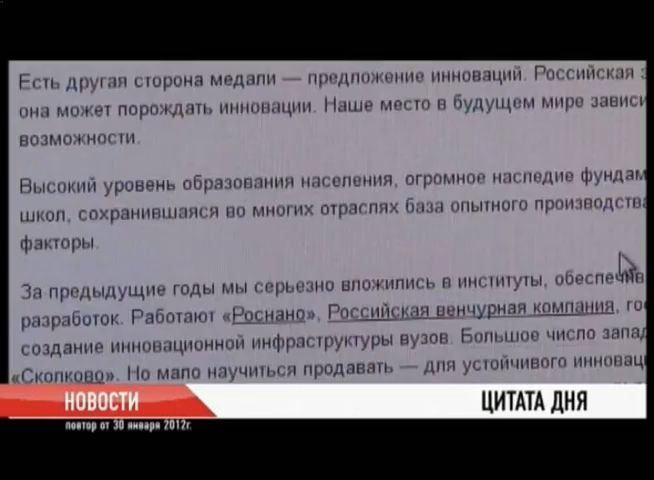 Есть другая сторона медали — предложение инноваций. Российская
она может порождать инновации. Наше место в будущем мире зависи
возможности.
Высокий уровень образования населения, огромное наследие фундам
школ, сохранившаяся во многих отраслях база опытного производства
факторы.
За предыдущие годы мы серьезно вложились в институты, обеспечив
разработок. Работают «Роснано», Российская венчурная компания, гос
создание инновационной инфраструктуры вузов. Большое число запад
«Сколково». Но мало научиться продавать — для устойчивого инновац
НОВОСТИ ЦИТАТА ДНЯ
повтор от 30 января 2012г.